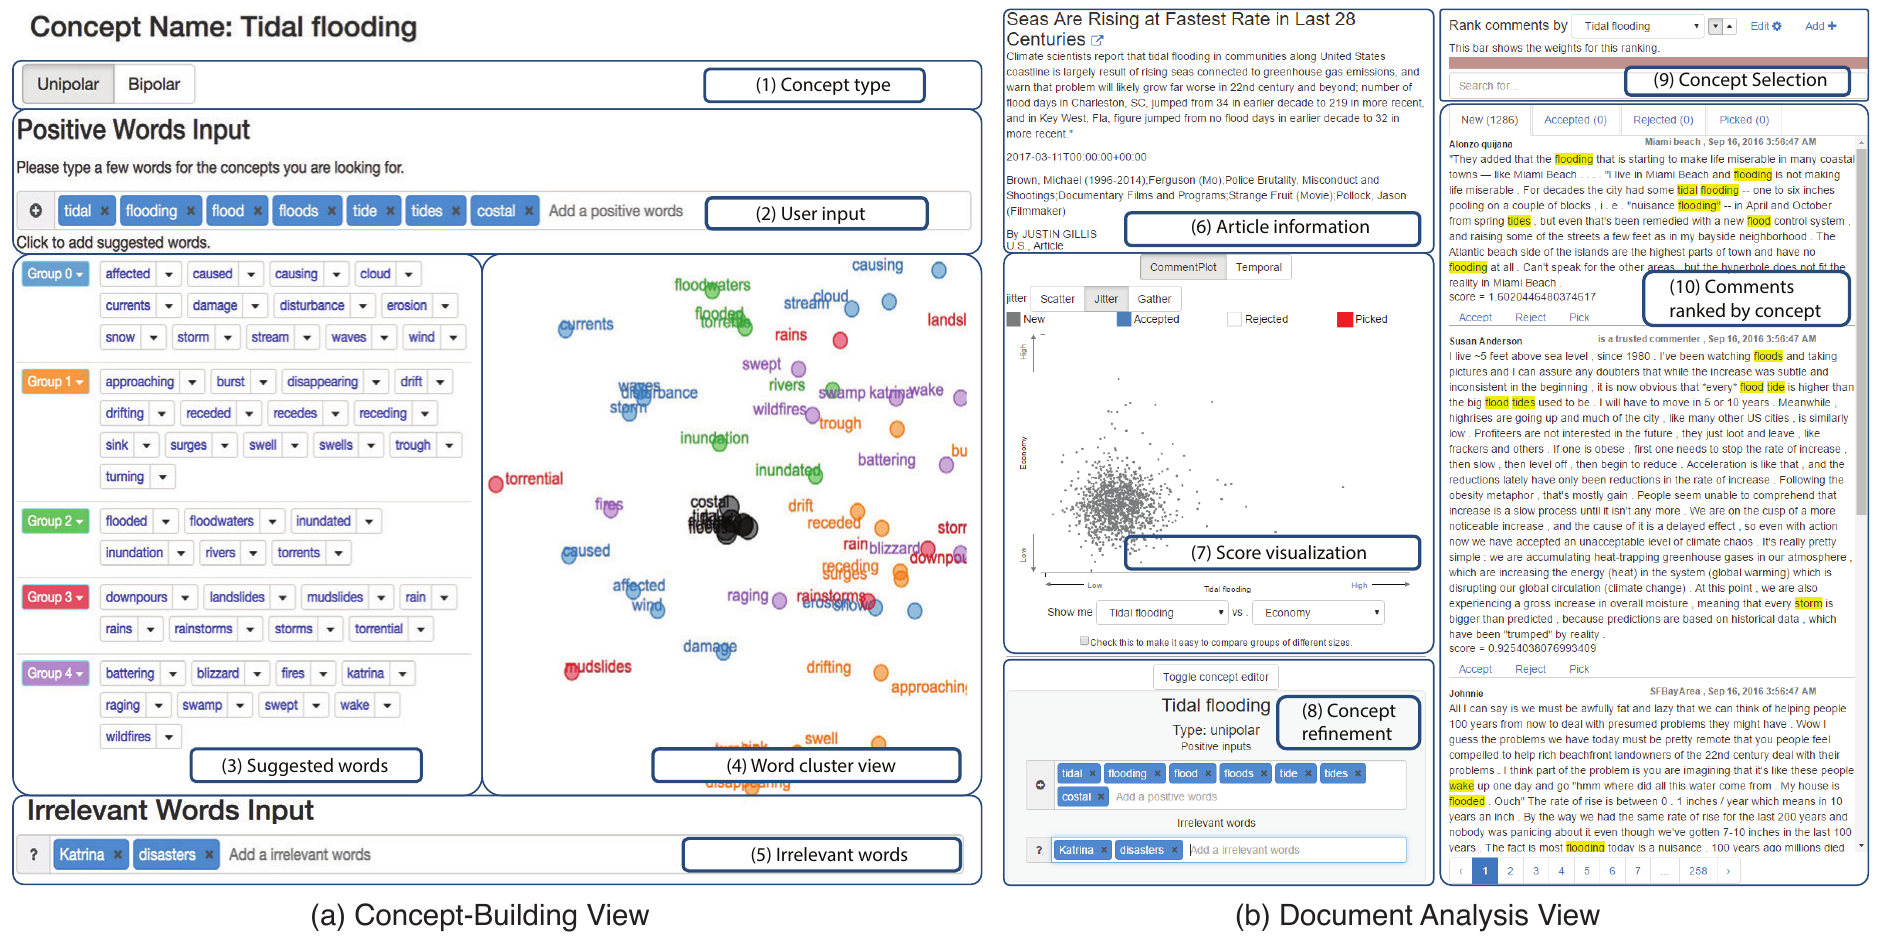 Concept Name: Tidal flooding
Unipolar Bipolar
(1) Concept type
Positive Words Input
Please type a few words for the concepts you are looking for.
tidal × flooding × flood × floods × tide × tides × costal × Add a positive words
(2) User input
Click to add suggested words.
Group 0 affected caused causing cloud
currents damage disturbance erosion
snow storm stream waves wind
Group 1 approaching burst disappearing drift
drifting receded recedes receding
sink surges swell swells trough
turning
Group 2 flooded floodwaters inundated
inundation rivers torrents
Group 3 downpours landslides mudslides rain
rains rainstorms storms torrential
Group 4 battering blizzard fires katrina
raging swamp swept wake
wildfires
(3) Suggested words
causing
floodwaters
cloud
stream
flooded
torrents
currents
landsl
rains
swept
rivers
waves
disturbance
swamp katrina wake
storm
wildfires
trough
inundation
bu
battering
inundated
torrential
fires
costal
drift
receded
storr
rain blizzard
caused
downpou
receding
surges
affected
raging
rainstorms
wind
erosion snow
damage
mudslides
drifting
approaching
swell
disappearing
(4) Word cluster view
Irrelevant Words Input
? Katrina × disasters × Add a irrelevant words
(5) Irrelevant words
(a) Concept-Building View
Seas Are Rising at Fastest Rate in Last 28
Centuries
Climate scientists report that tidal flooding in communities along United States
coastline is largely result of rising seas connected to greenhouse gas emissions, and
warn that problem will likely grow far worse in 22nd century and beyond; number of
flood days in Charleston, SC, jumped from 34 in earlier decade to 219 in more recent,
and in Key West, Fla, figure jumped from no flood days in earlier decade to 32 in
more recent."
2017-03-11T00:00:00+00:00
Brown, Michael (1996-2014);Ferguson (Mo);Police Brutality, Misconduct and
Shootings;Documentary Films and Programs;Strange Fruit (Movie);Pollock, Jason
(Filmmaker)
By JUSTIN GILLIS
U.S., Article
(6) Article information
CommentPlot Temporal
jitter Scatter Jitter Gather
New Accepted Rejected Picked
High
Economy
Low
(7) Score visualization
Low High
Tidal flooding
Show me Tidal flooding vs . Economy
Check this to make it easy to compare groups of different sizes.
Toggle concept editor
Tidal flooding
Type: unipolar
Positive inputs
(8) Concept
refinement
tidal × flooding × flood × floods × tide × tides ×
costal × Add a positive words
Irrelevant words
? Katrina × disasters × Add a irrelevant words
Rank comments by Tidal flooding Edit Add +
This bar shows the weights for this ranking.
Search for...
(9) Concept Selection
New (1286) Accepted (0) Rejected (0) Picked (0)
Alonzo quijana Miami beach , Sep 16, 2016 3:56:47 AM
"They added that the flooding that is starting to make life miserable in many coastal
towns — like Miami Beach . . . . "I live in Miami Beach and flooding is not making
life miserable . For decades the city had some tidal flooding -- one to six inches
pooling on a couple of blocks , i . e . "nuisance flooding" -- in April and October
from spring tides , but even that's been remedied with a new flood control system ,
and raising some of the streets a few feet as in my bayside neighborhood . The
Atlantic beach side of the islands are the highest parts of town and have no
flooding at all . Can't speak for the other areas , but the hyperbole does not fit the
reality in Miami Beach .
score = 1.6020446480374617
(10) Comments
ranked by concept
Accept Reject Pick
Susan Anderson is a trusted commenter , Sep 16, 2016 3:56:47 AM
I live ~5 feet above sea level , since 1980 . I've been watching floods and taking
pictures and I can assure any doubters that while the increase was subtle and
inconsistent in the beginning , it is now obvious that *every* flood tide is higher than
the big flood tides used to be . I will have to move in 5 or 10 years . Meanwhile ,
highrises are going up and much of the city , like many other US cities , is similarly
low . Profiteers are not interested in the future , they just loot and leave , like
frackers and others . If one is obese , first one needs to stop the rate of increase ,
then slow , then level off , then begin to reduce . Acceleration is like that , and the
reductions lately have only been reductions in the rate of increase . Following the
obesity metaphor , that's mostly gain . People seem unable to comprehend that
increase is a slow process until it isn't any more . We are on the cusp of a more
noticeable increase , and the cause of it is a delayed effect , so even with action
now we have accepted an unacceptable level of climate chaos . It's really pretty
simple : we are accumulating heat-trapping greenhouse gases in our atmosphere ,
which are increasing the energy (heat) in the system (global warming) which is
disrupting our global circulation (climate change) . At this point , we are also
experiencing a gross increase in overall moisture , meaning that every storm is
bigger than predicted , because predictions are based on historical data , which
have been "trumped" by reality .
score = 0.9254038076993409
Accept Reject Pick
Johnnie SFBayArea , Sep 16, 2016 3:56:47 AM
All I can say is we must be awfully fat and lazy that we can think of helping people
100 years from now to deal with presumed problems they might have . Wow I
guess the problems we have today must be pretty remote that you people feel
compelled to help rich beachfront landowners of the 22nd century deal with their
problems . I think part of the problem is you are imagining that it's like these people
wake up one day and go "hmm where did all this water come from . My house is
flooded . Ouch" The rate of rise is between 0 . 1 inches / year which means in 10
years an inch . By the way we had the same rate of rise for the last 200 years and
nobody was panicing about it even though we've gotten 7-10 inches in the last 100
years . The fact is most flooding today is a nuisance . 100 years ago millions died
‹ 1 2 3 4 5 6 7 ... 258 ›
(b) Document Analysis View